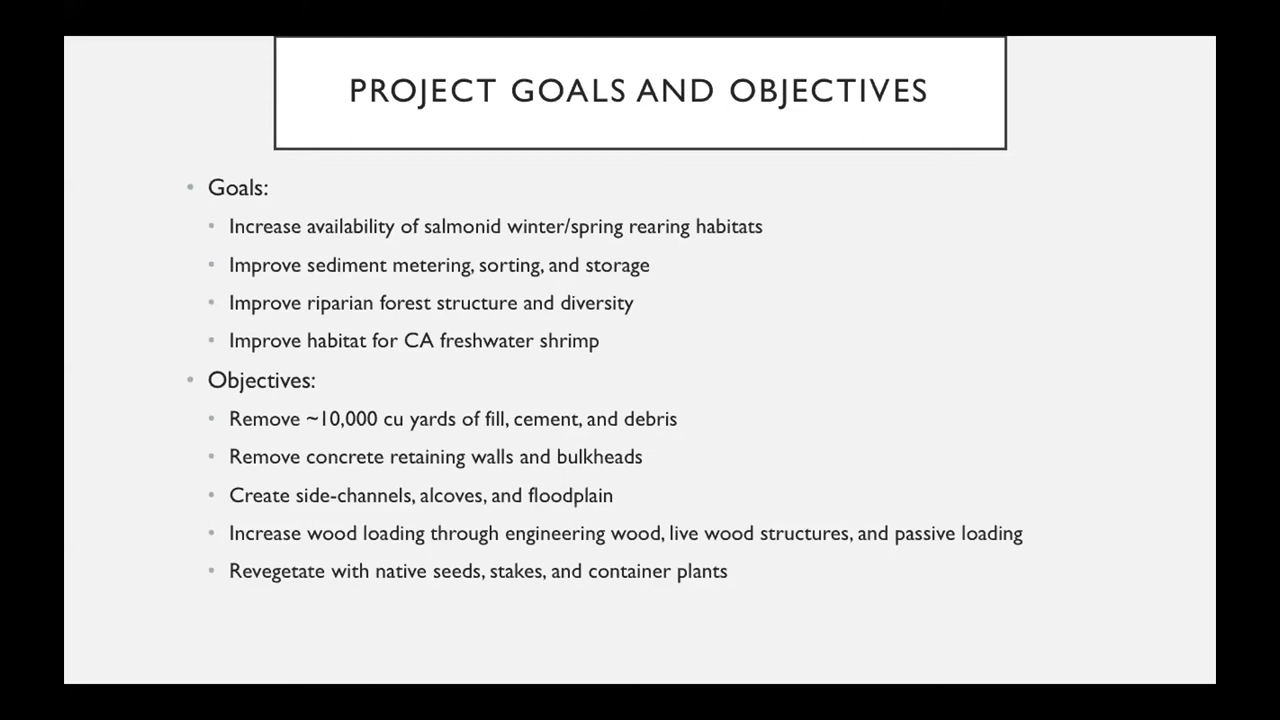 PROJECT GOALS AND OBJECTIVES
• Goals:
• Increase availability of salmonid winter/spring rearing habitats
• Improve sediment metering, sorting, and storage
• Improve riparian forest structure and diversity
• Improve habitat for CA freshwater shrimp
• Objectives:
• Remove ~10,000 cu yards of fill, cement, and debris
• Remove concrete retaining walls and bulkheads
• Create side-channels, alcoves, and floodplain
• Increase wood loading through engineering wood, live wood structures, and passive loading
• Revegetate with native seeds, stakes, and container plants